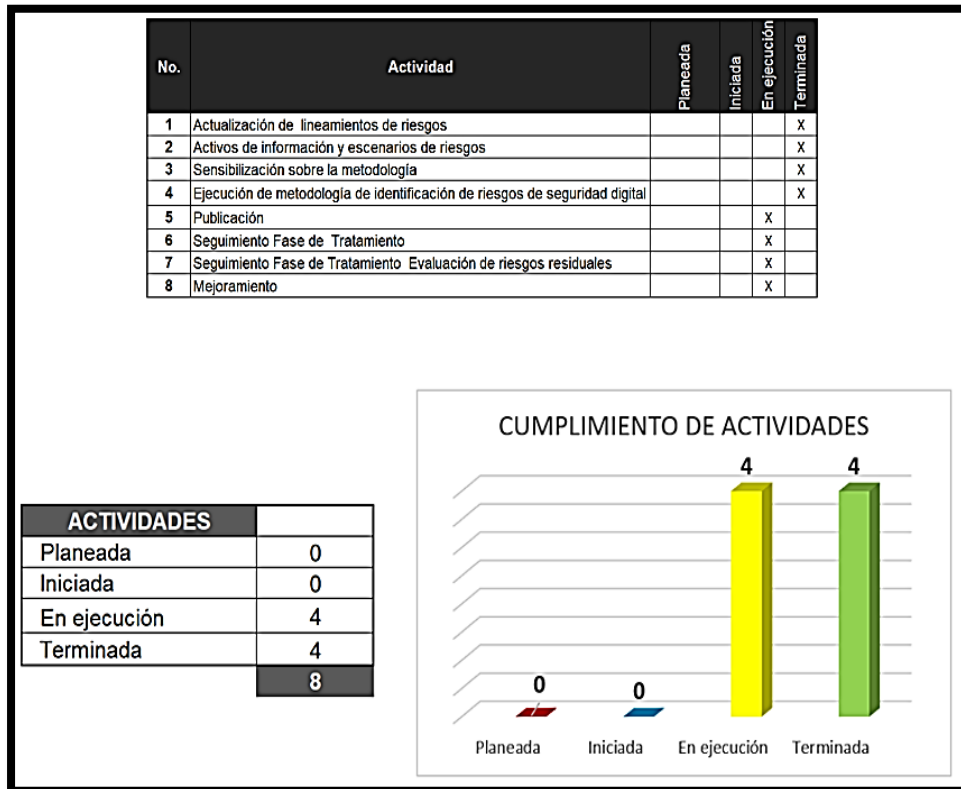 No. Actividad Planeada Iniciada En ejecución Terminada
1 Actualización de lineamientos de riesgos X
2 Activos de información y escenarios de riesgos X
3 Sensibilización sobre la metodología X
4 Ejecución de metodología de identificación de riesgos de seguridad digital X
5 Publicación X
6 Seguimiento Fase de Tratamiento X
7 Seguimiento Fase de Tratamiento Evaluación de riesgos residuales X
8 Mejoramiento X
ACTIVIDADES
Planeada 0
Iniciada 0
En ejecución 4
Terminada 4
8
CUMPLIMIENTO DE ACTIVIDADES
0 0 4 4
Planeada Iniciada En ejecución Terminada